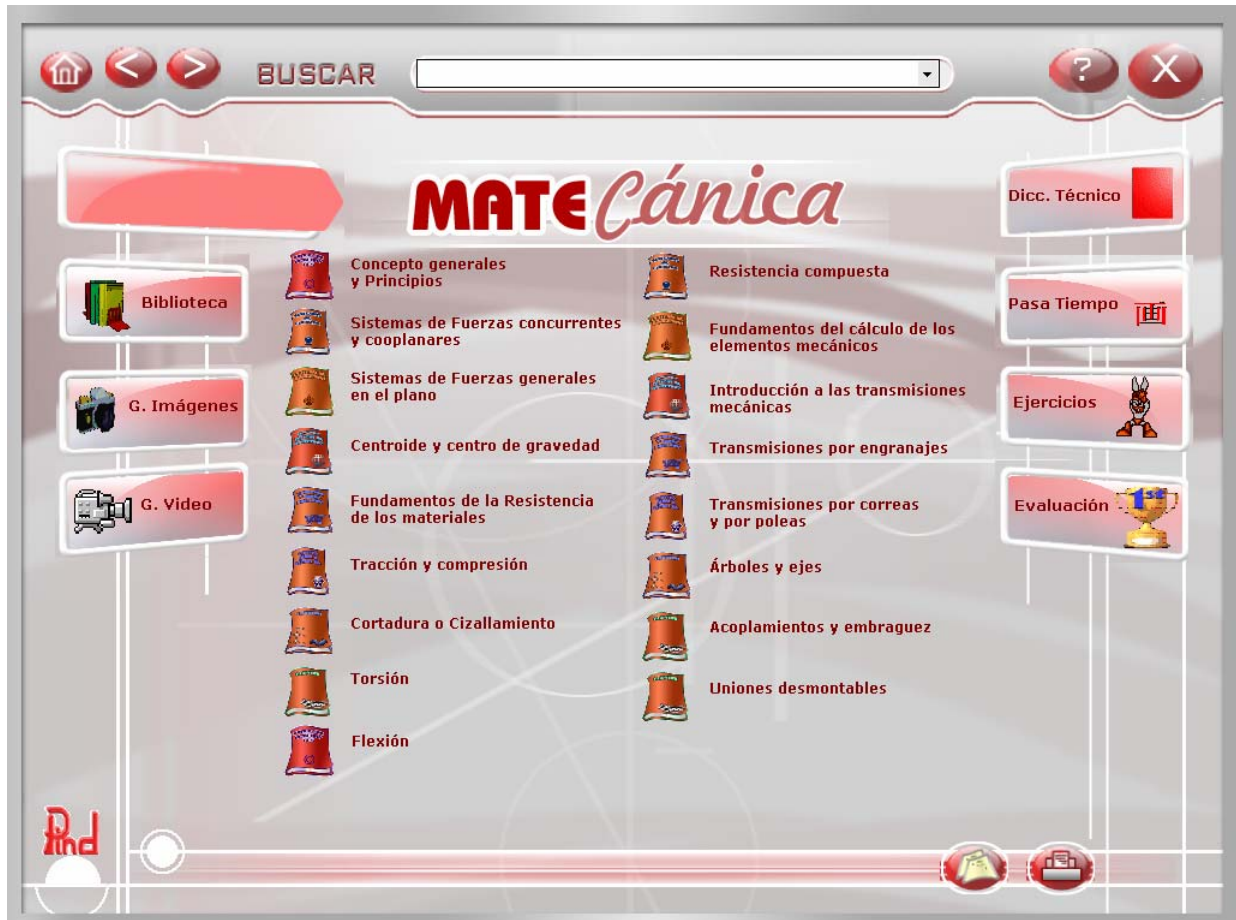 BUSCAR
?
X
MATECánica
Biblioteca
G. Imágenes
G. Video
Concepto generales
y Principios
Sistemas de Fuerzas concurrentes
y cooplanares
Sistemas de Fuerzas generales
en el plano
Centroide y centro de gravedad
Fundamentos de la Resistencia
de los materiales
Tracción y compresión
Cortadura o Cizallamiento
Torsión
Flexión
Resistencia compuesta
Fundamentos del cálculo de los
elementos mecánicos
Introducción a las transmisiones
mecánicas
Transmisiones por engranajes
Transmisiones por correas
y por poleas
Árboles y ejes
Acoplamientos y embraguez
Uniones desmontables
Dicc. Técnico
Pasa Tiempo
Ejercicios
Evaluación
1st
Pind